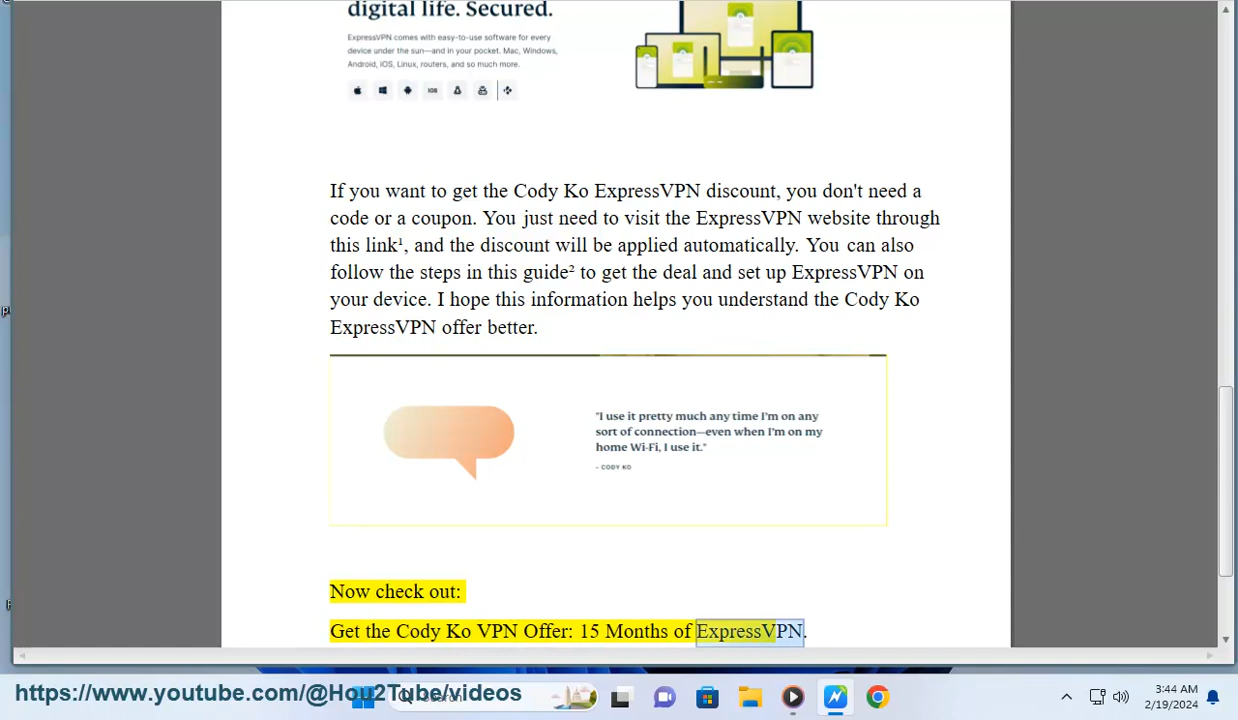 digital life. Secured.
ExpressVPN comes with easy-to-use software for every
device under the sun—and in your pocket. Mac, Windows,
Android, iOS, Linux, routers, and so much more.
iOS
If you want to get the Cody Ko ExpressVPN discount, you don't need a
code or a coupon. You just need to visit the ExpressVPN website through
this link¹, and the discount will be applied automatically. You can also
follow the steps in this guide² to get the deal and set up ExpressVPN on
your device. I hope this information helps you understand the Cody Ko
ExpressVPN offer better.
"I use it pretty much any time I'm on any
sort of connection—even when I'm on my
home Wi-Fi, I use it."
– CODY KO
Now check out:
Get the Cody Ko VPN Offer: 15 Months of ExpressVPN.
https://www.youtube.com/@Hou2Tube/videos
3:44 AM
2/19/2024